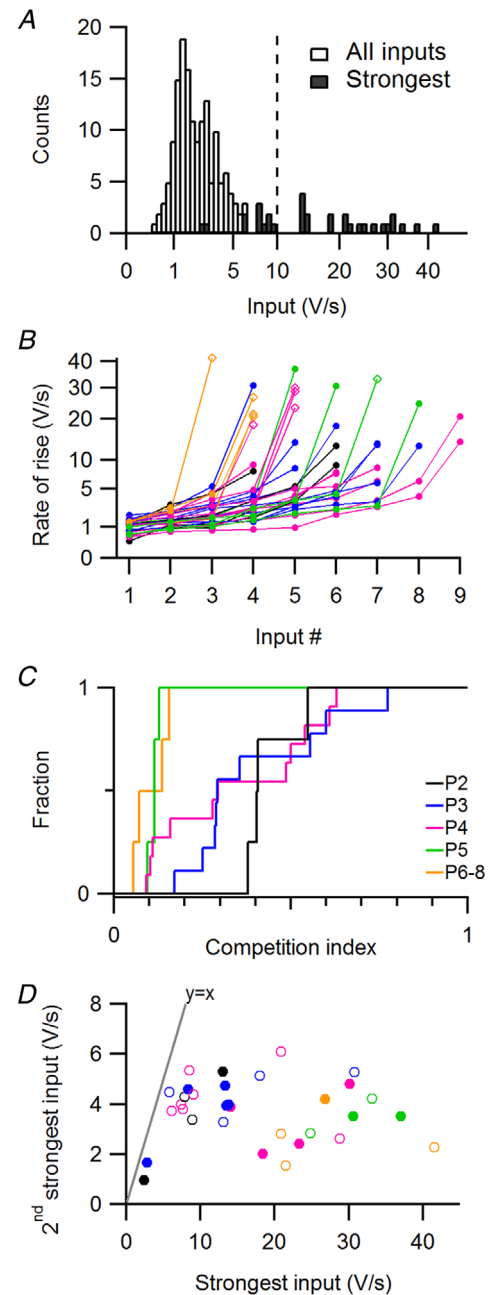 A
20
15
10
5
0
Counts
All inputs
Strongest
0 1 5 10 20 30 40
Input (V/s)
B
40
30
20
10
5
1
0
Rate of rise (V/s)
1 2 3 4 5 6 7 8 9
Input #
C
1
0
Fraction
P2
P3
P4
P5
P6-8
0 1
Competition index
D
y=x
8
6
4
2
0
2nd strongest input (V/s)
0 10 20 30 40
Strongest input (V/s)